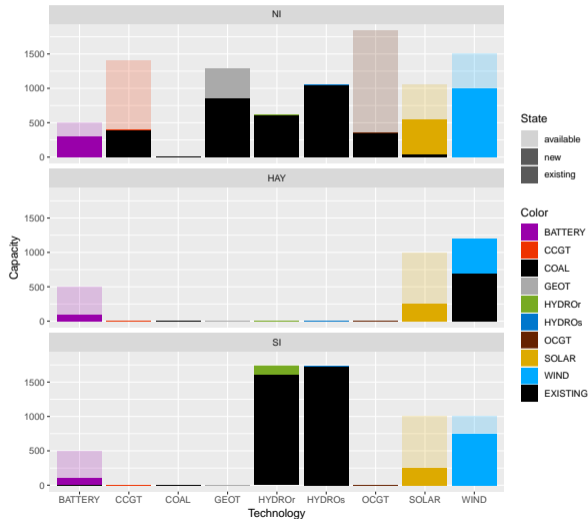 NI
1500
1000
500
0
HAY
1500
1000
500
0
SI
1500
1000
500
0
Capacity
BATTERY CCGT COAL GEOT HYDROr HYDROs OCGT SOLAR WIND
Technology
State
available
new
existing
Color
BATTERY
CCGT
COAL
GEOT
HYDROr
HYDROs
OCGT
SOLAR
WIND
EXISTING